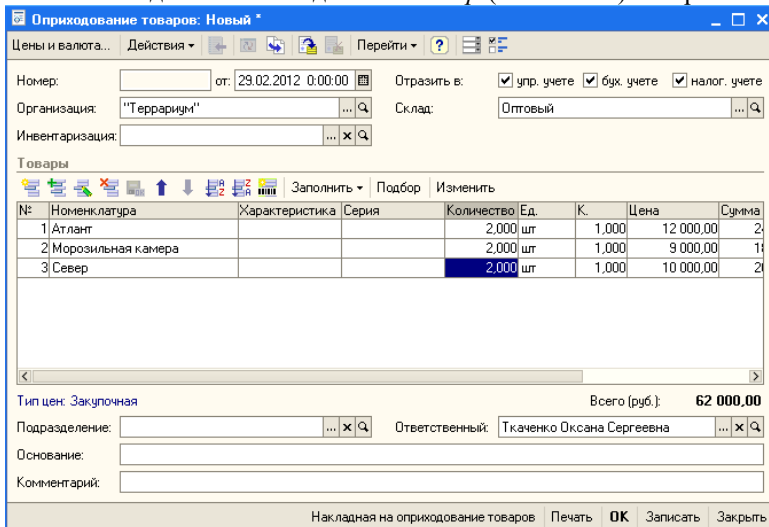 Оприходование товаров: Новый *
Цены и валюта... Действия Перейти ?
Номер: от: 29.02.2012 0:00:00 Отразить в: упр. учете бух. учете налог. учете
Организация: "Террариум" ... Склад: Оптовый ...
Инвентаризация: ... x
Товары
Заполнить Подбор Изменить
№ Номенклатура Характеристика Серия Количество Ед. К. Цена Сумма
1 Атлант 2,000 шт 1,000 12 000,00 2
2 Морозильная камера 2,000 шт 1,000 9 000,00 1
3 Север 2,000 шт 1,000 10 000,00 2
Тип цен: Закупочная Всего (руб.): 62 000,00
Подразделение: ... x Ответственный: Ткаченко Оксана Сергеевна ... x
Основание:
Комментарий:
Накладная на оприходование товаров Печать OK Записать Закрыть